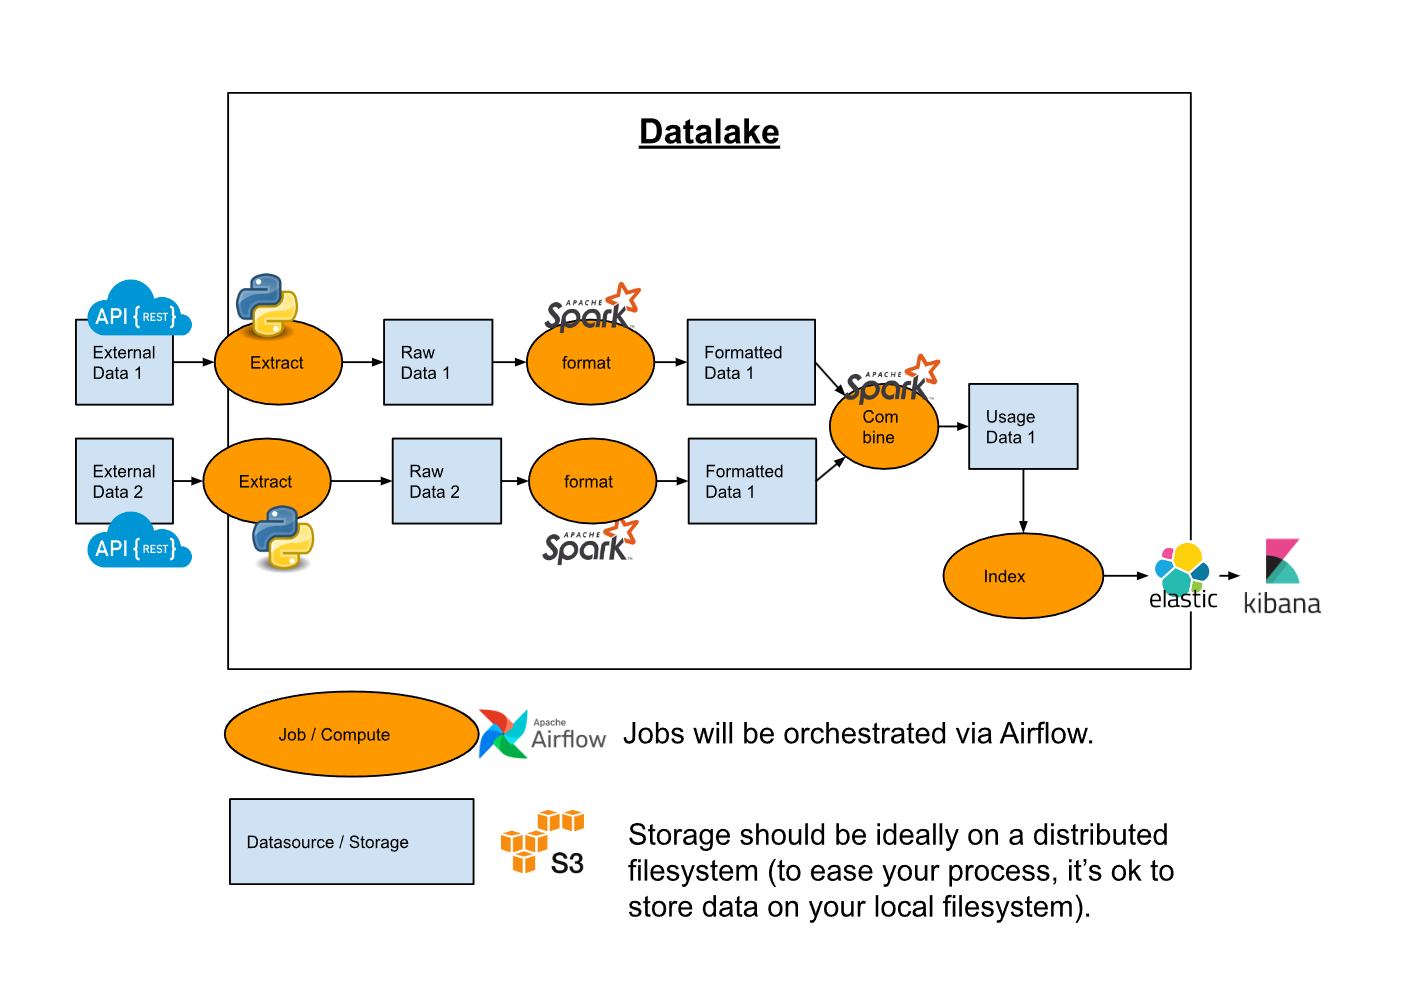 Datalake
API {REST}
External
Data 1
Extract
Raw
Data 1
APACHE
Spark™
format
Formatted
Data 1
APACHE
Spark™
Com
bine
Usage
Data 1
External
Data 2
API {REST}
Extract
Raw
Data 2
format
APACHE
Spark™
Formatted
Data 1
Index
elastic
kibana
Job / Compute
Apache
Airflow
Jobs will be orchestrated via Airflow.
Datasource / Storage
S3
Storage should be ideally on a distributed
filesystem (to ease your process, it’s ok to
store data on your local filesystem).